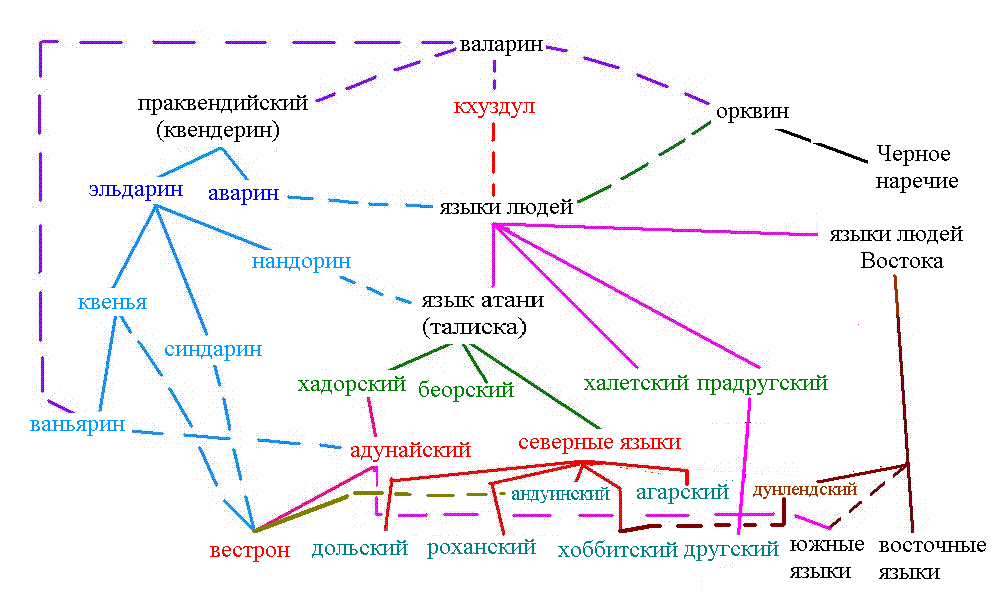 валарин
праквендийский
(квендерин)
кхуздул
орквин
Черное
наречие
эльдарин
аварин
языки людей
языки людей
Востока
нандорин
квенья
язык атани
(талиска)
синдарин
хадорский
беорский
халетский
прадругский
ваньярин
адунайский
северные языки
андуинский
агарский
дунлендский
вестрон
дольский
роханский
хоббитский
другский
южные
языки
восточные
языки